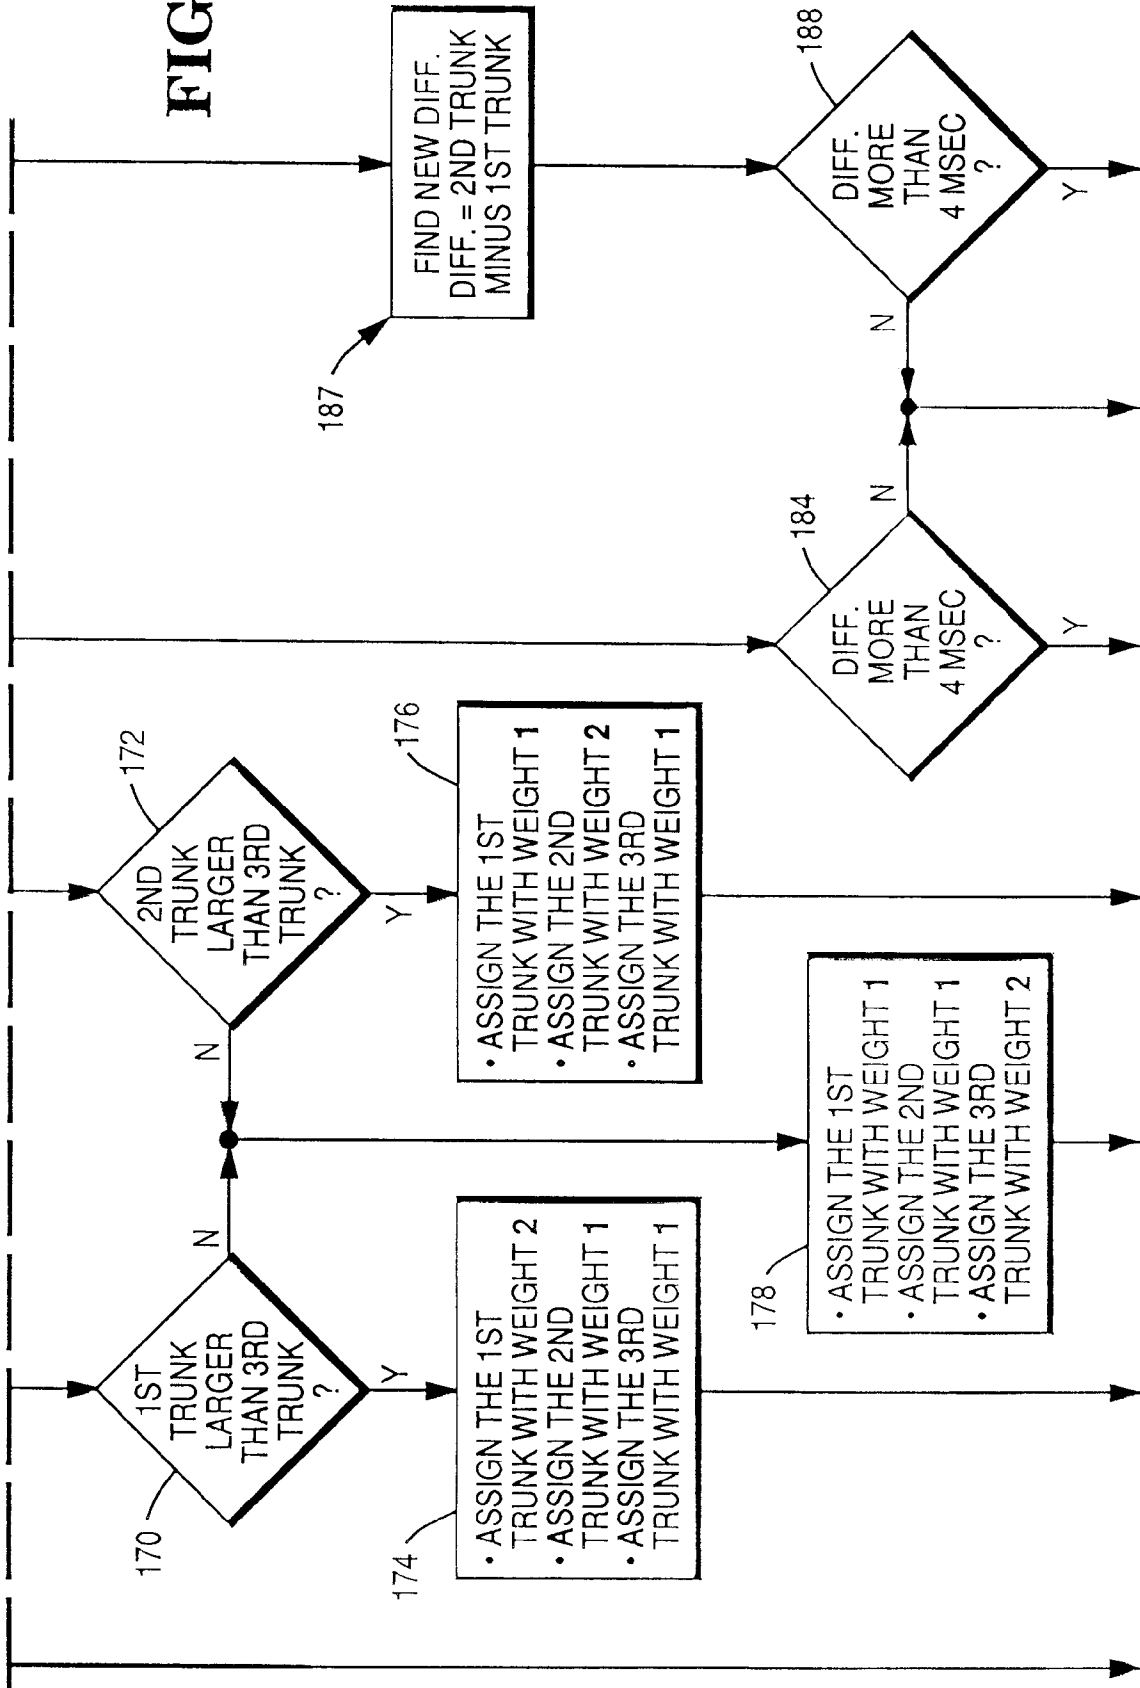 FIG
170
1ST
TRUNK
LARGER
THAN 3RD
TRUNK
?
N
Y
172
2ND
TRUNK
LARGER
THAN 3RD
TRUNK
?
N
Y
174
• ASSIGN THE 1ST
TRUNK WITH WEIGHT 2
• ASSIGN THE 2ND
TRUNK WITH WEIGHT 1
• ASSIGN THE 3RD
TRUNK WITH WEIGHT 1
176
• ASSIGN THE 1ST
TRUNK WITH WEIGHT 1
• ASSIGN THE 2ND
TRUNK WITH WEIGHT 2
• ASSIGN THE 3RD
TRUNK WITH WEIGHT 1
178
• ASSIGN THE 1ST
TRUNK WITH WEIGHT 1
• ASSIGN THE 2ND
TRUNK WITH WEIGHT 1
• ASSIGN THE 3RD
TRUNK WITH WEIGHT 2
187
FIND NEW DIFF.
DIFF. = 2ND TRUNK
MINUS 1ST TRUNK
184
DIFF.
MORE
THAN
4 MSEC
?
N
Y
188
DIFF.
MORE
THAN
4 MSEC
?
N
Y